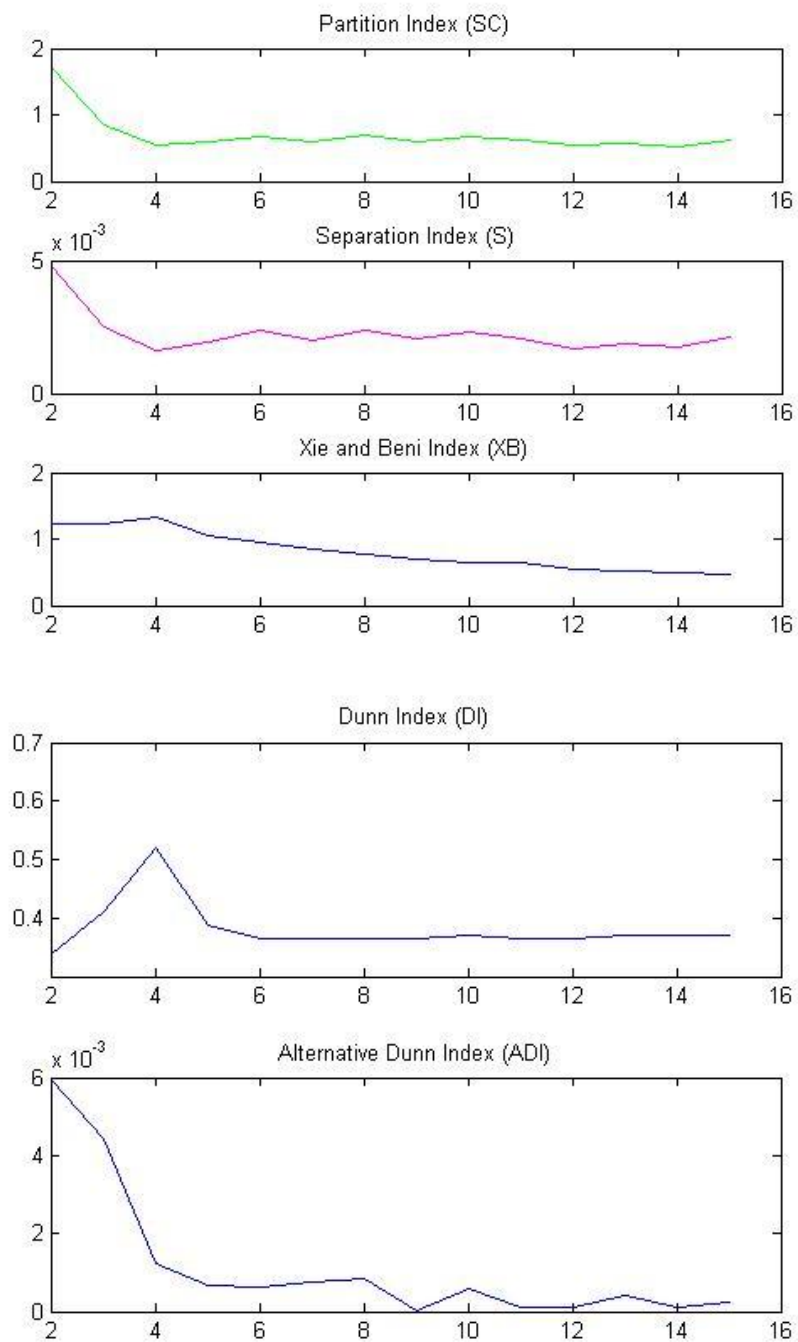 Partition Index (SC)
2
1
0
2 4 6 8 10 12 14 16
x 10-3
Separation Index (S)
5
0
2 4 6 8 10 12 14 16
Xie and Beni Index (XB)
2
1
0
2 4 6 8 10 12 14 16
Dunn Index (DI)
0.7
0.6
0.5
0.4
2 4 6 8 10 12 14 16
x 10-3
Alternative Dunn Index (ADI)
6
4
2
0
2 4 6 8 10 12 14 16